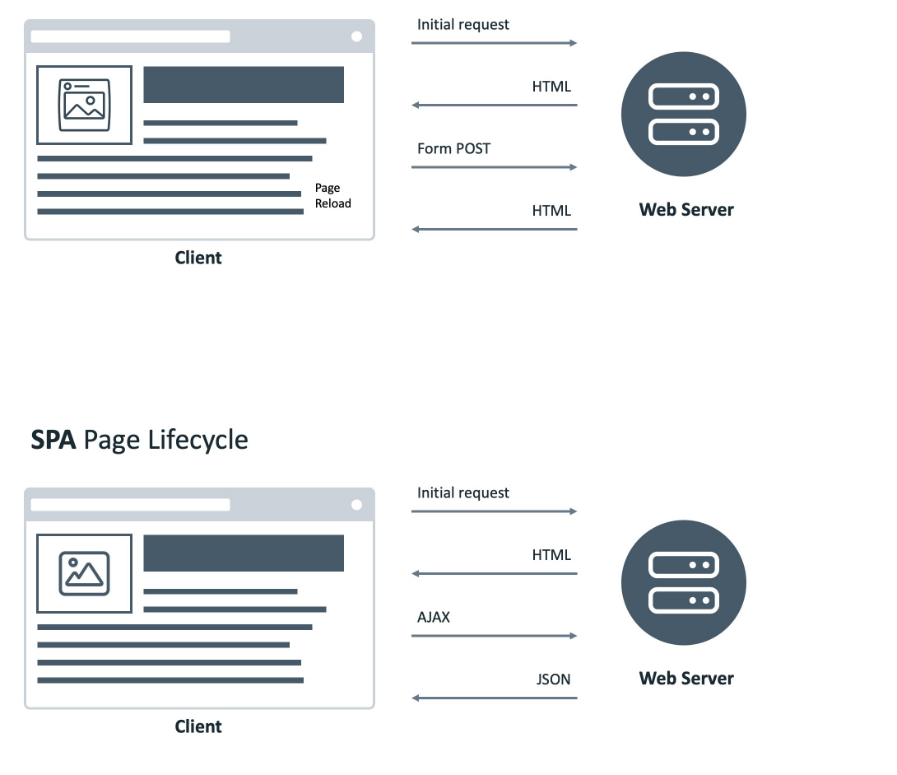 Initial request
HTML
Form POST
HTML
Page
Reload
Client
Web Server
SPA Page Lifecycle
Initial request
HTML
AJAX
JSON
Client
Web Server